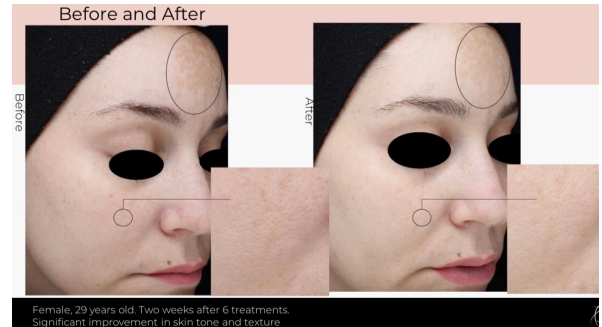 Before and After
Before
After
Female, 29 years old. Two weeks after 6 treatments.
Significant improvement in skin tone and texture